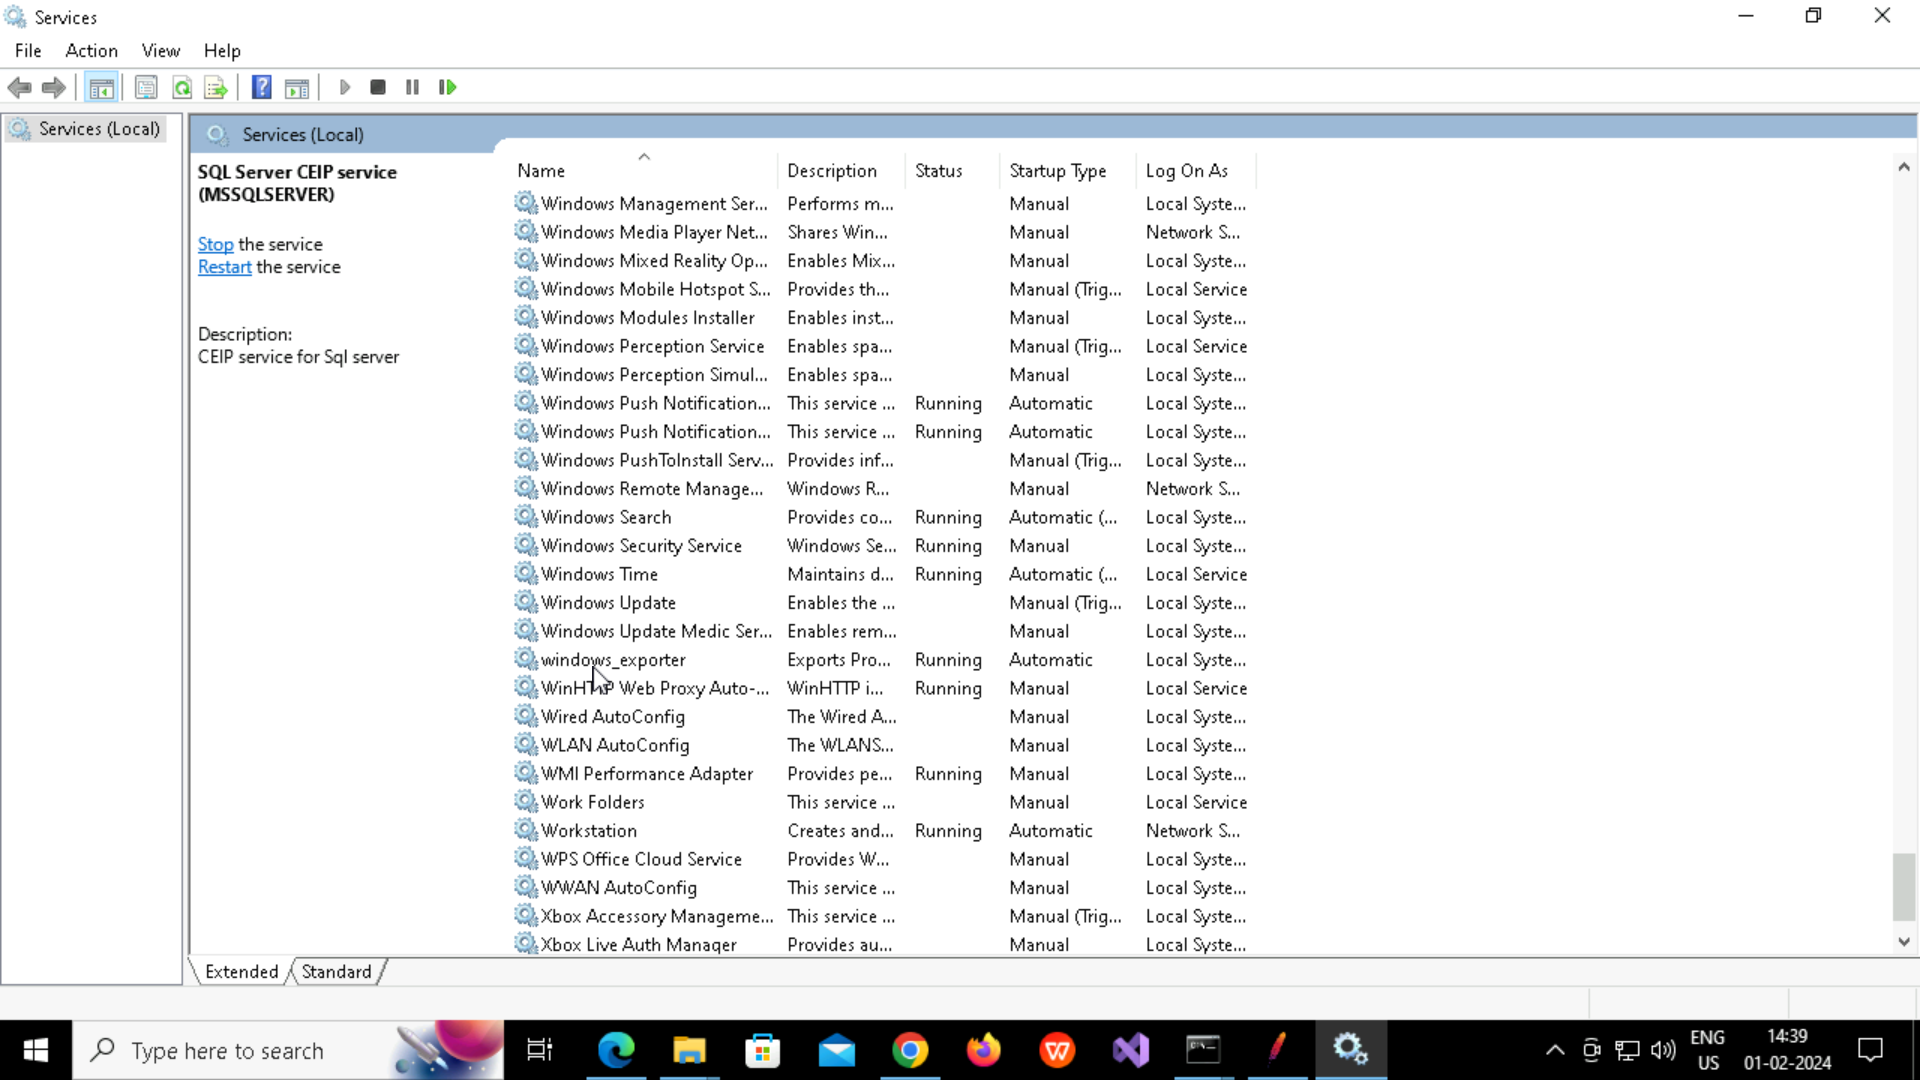 Services
File Action View Help
Services (Local)
Services (Local)
SQL Server CEIP service
(MSSQLSERVER)
Stop the service
Restart the service
Description:
CEIP service for Sql server
Name Description Status Startup Type Log On As
Windows Management Ser... Performs m... Manual Local Syste...
Windows Media Player Net... Shares Win... Manual Network S...
Windows Mixed Reality Op... Enables Mix... Manual Local Syste...
Windows Mobile Hotspot S... Provides th... Manual (Trig... Local Service
Windows Modules Installer Enables inst... Manual Local Syste...
Windows Perception Service Enables spa... Manual (Trig... Local Service
Windows Perception Simul... Enables spa... Manual Local Syste...
Windows Push Notification... This service ... Running Automatic Local Syste...
Windows Push Notification... This service ... Running Automatic Local Syste...
Windows PushToInstall Serv... Provides inf... Manual (Trig... Local Syste...
Windows Remote Manage... Windows R... Manual Network S...
Windows Search Provides co... Running Automatic (... Local Syste...
Windows Security Service Windows Se... Running Manual Local Syste...
Windows Time Maintains d... Running Automatic (... Local Service
Windows Update Enables the ... Manual (Trig... Local Syste...
Windows Update Medic Ser... Enables rem... Manual Local Syste...
windows_exporter Exports Pro... Running Automatic Local Syste...
WinHTTP Web Proxy Auto-... WinHTTP i... Running Manual Local Service
Wired AutoConfig The Wired A... Manual Local Syste...
WLAN AutoConfig The WLANS... Manual Local Syste...
WMI Performance Adapter Provides pe... Running Manual Local Syste...
Work Folders This service ... Manual Local Service
Workstation Creates and... Running Automatic Network S...
WPS Office Cloud Service Provides W... Manual Local Syste...
WWAN AutoConfig This service ... Manual Local Syste...
Xbox Accessory Manageme... This service ... Manual (Trig... Local Syste...
Xbox Live Auth Manager Provides au... Manual Local Syste...
Extended Standard
Type here to search
ENG
US
14:39
01-02-2024